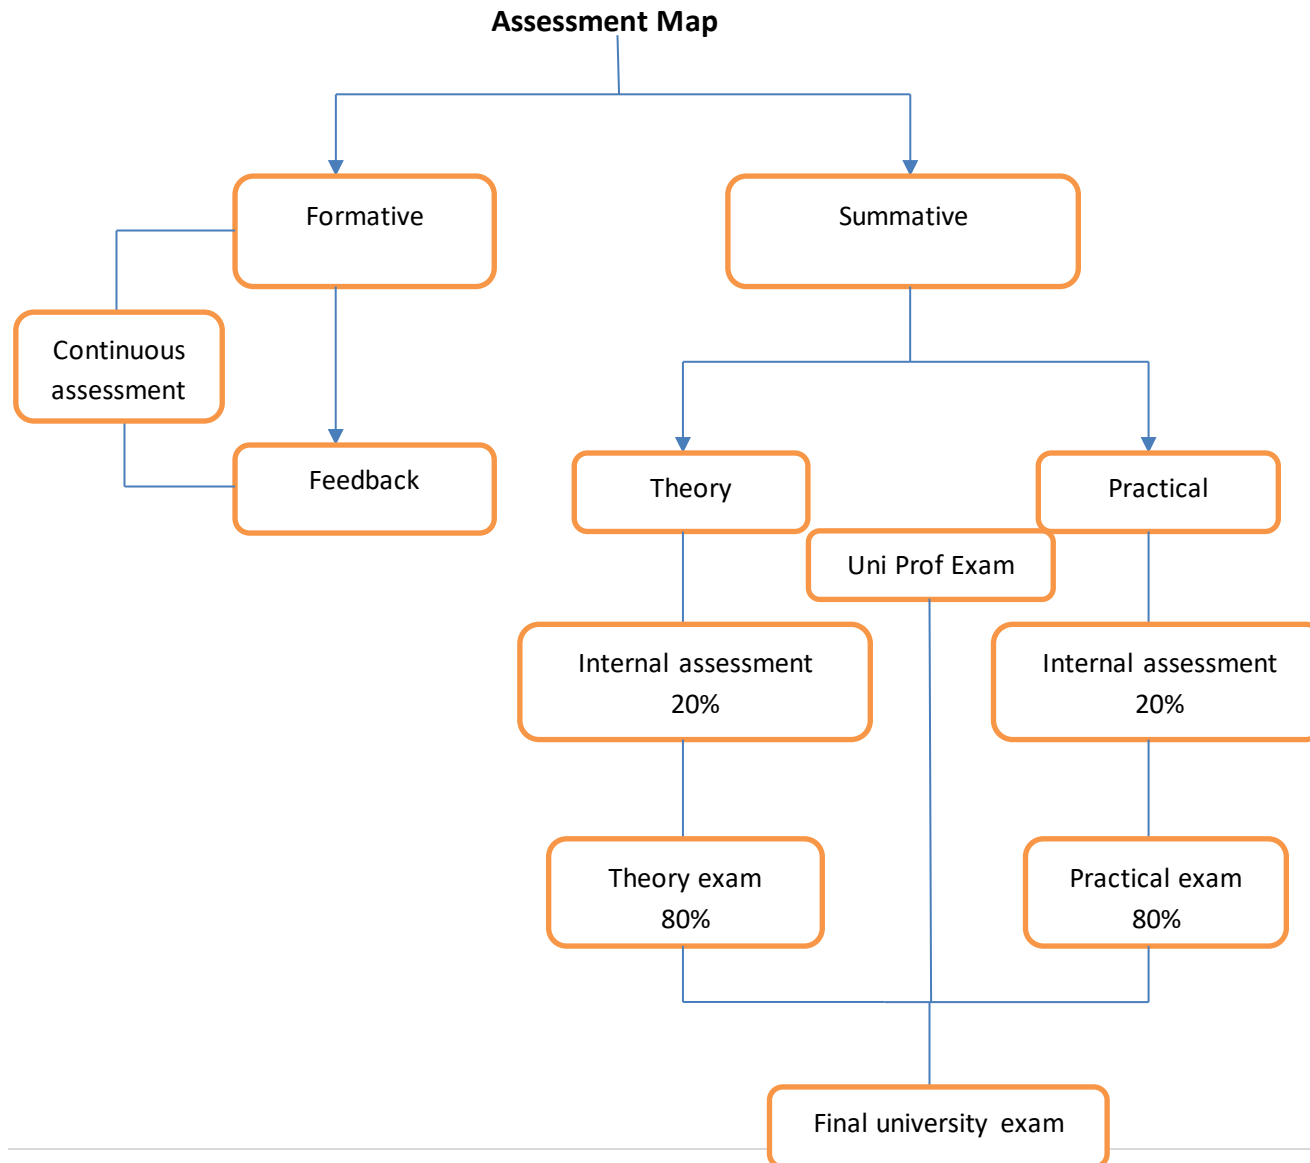 Assessment Map
Formative
Summative
Continuous
assessment
Feedback
Theory
Practical
Uni Prof Exam
Internal assessment
20%
Internal assessment
20%
Theory exam
80%
Practical exam
80%
Final university exam